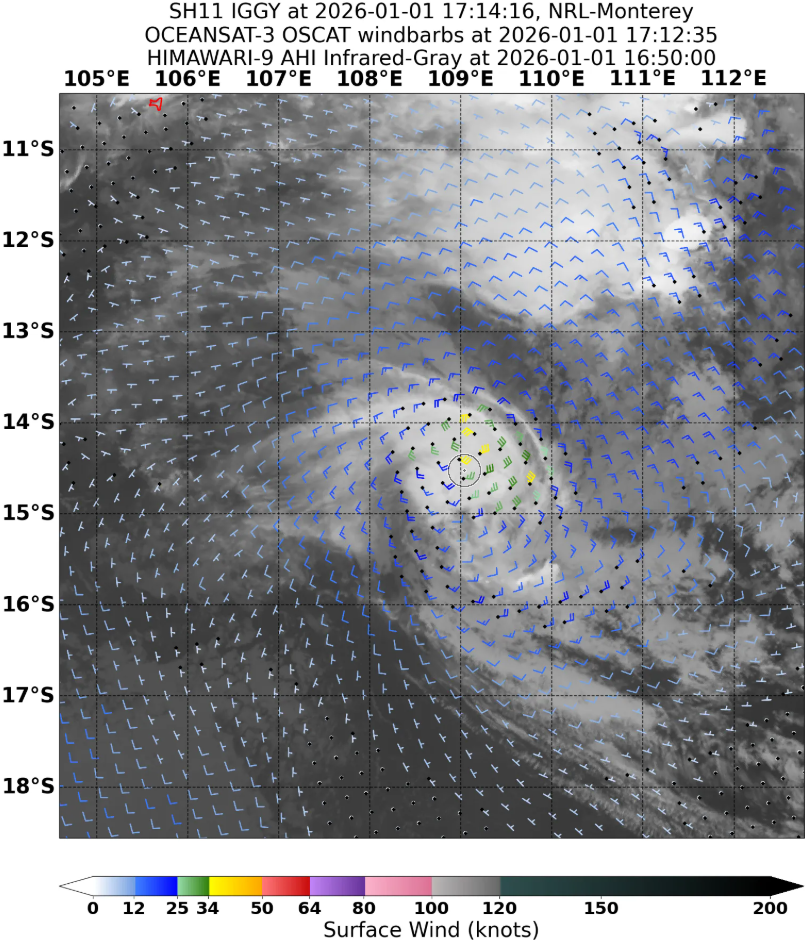 SH11 IGGY at 2026-01-01 17:14:16, NRL-Monterey
OCEANSAT-3 OSCAT windbarbs at 2026-01-01 17:12:35
HIMAWARI-9 AHI Infrared-Gray at 2026-01-01 16:50:00
105°E 106°E 107°E 108°E 109°E 110°E 111°E 112°E
11°S
12°S
13°S
14°S
15°S
16°S
17°S
18°S
0 12 25 34 50 64 80 100 120 150 200
Surface Wind (knots)